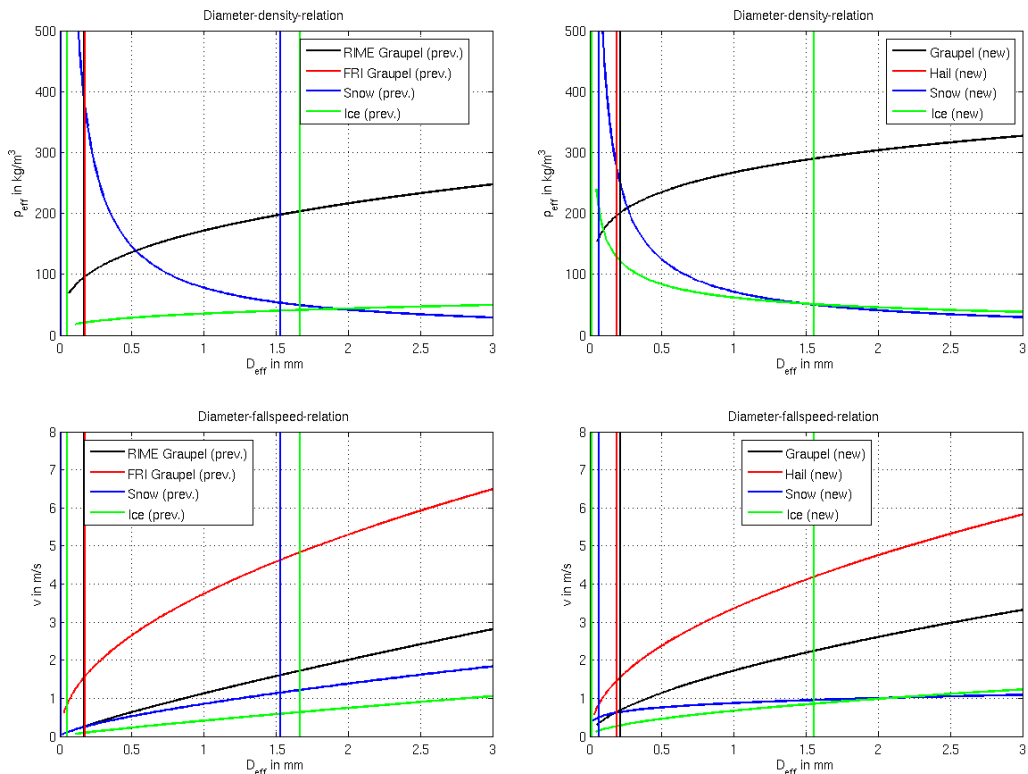 Diameter-density-relation
500
400
300
200
100
0
ρeff in kg/m³
RIME Graupel (prev.)
FRI Graupel (prev.)
Snow (prev.)
Ice (prev.)
0 0.5 1 1.5 2 2.5 3
Deff in mm
Diameter-density-relation
500
400
300
200
100
0
ρeff in kg/m³
Graupel (new)
Hail (new)
Snow (new)
Ice (new)
0 0.5 1 1.5 2 2.5 3
Deff in mm
Diameter-fallspeed-relation
8
7
6
5
4
3
2
1
0
v in m/s
RIME Graupel (prev.)
FRI Graupel (prev.)
Snow (prev.)
Ice (prev.)
0 0.5 1 1.5 2 2.5 3
Deff in mm
Diameter-fallspeed-relation
8
7
6
5
4
3
2
1
0
v in m/s
Graupel (new)
Hail (new)
Snow (new)
Ice (new)
0 0.5 1 1.5 2 2.5 3
Deff in mm